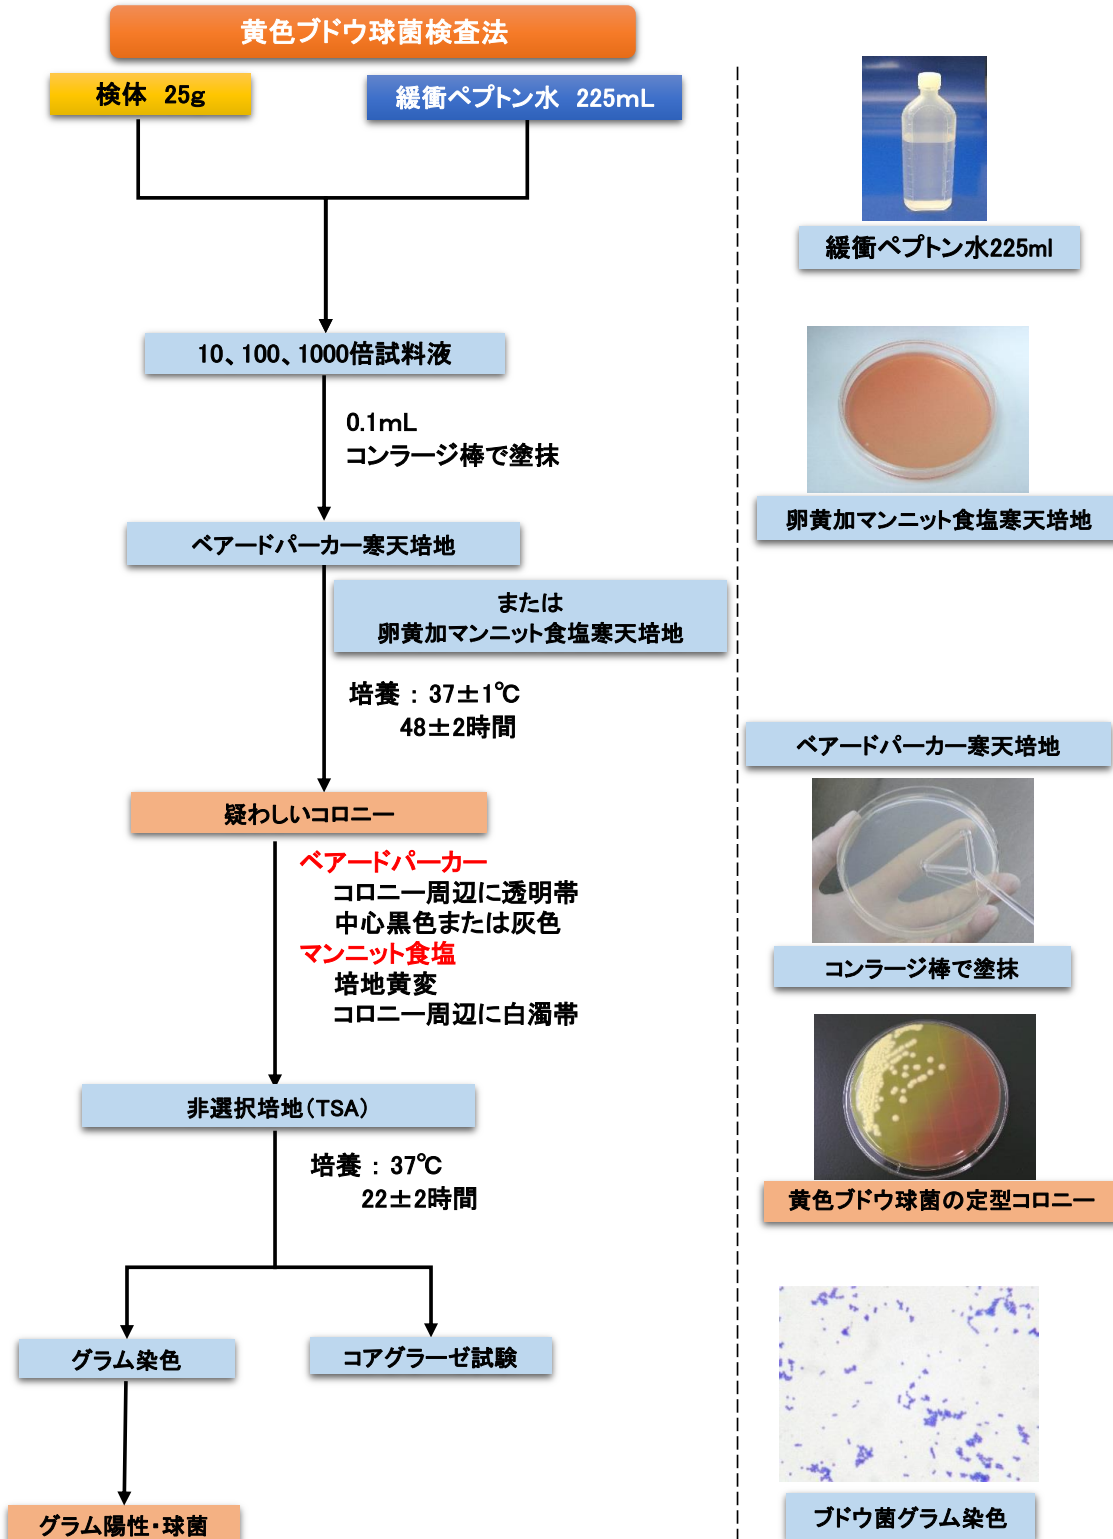 黄色ブドウ球菌検査法
検体　25g
緩衝ペプトン水　225mL
10、100、1000倍試料液
0.1mL
コンラージ棒で塗抹
ベアードパーカー寒天培地
または
卵黄加マンニット食塩寒天培地
培養：37±1℃
48±2時間
疑わしいコロニー
ベアードパーカー
コロニー周辺に透明帯
中心黒色または灰色
マンニット食塩
培地黄変
コロニー周辺に白濁帯
非選択培地（TSA）
培養：37℃
22±2時間
グラム染色
コアグラーゼ試験
グラム陽性・球菌
緩衝ペプトン水225ml
卵黄加マンニット食塩寒天培地
ベアードパーカー寒天培地
コンラージ棒で塗抹
黄色ブドウ球菌の定型コロニー
ブドウ菌グラム染色